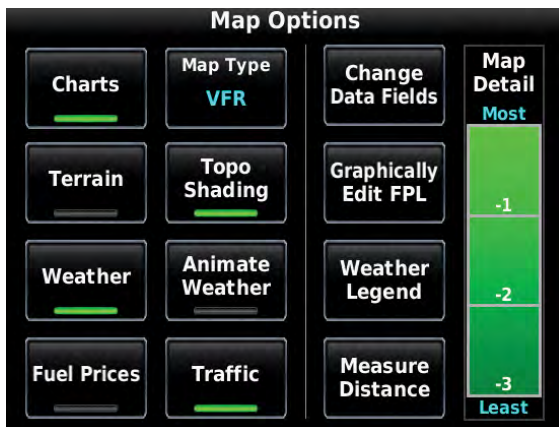 Map Options
Charts
Map Type
VFR
Change
Data Fields
Map
Detail
Most
Terrain
Topo
Shading
Graphically
Edit FPL
-1
Weather
Animate
Weather
Weather
Legend
-2
Fuel Prices
Traffic
Measure
Distance
-3
Least